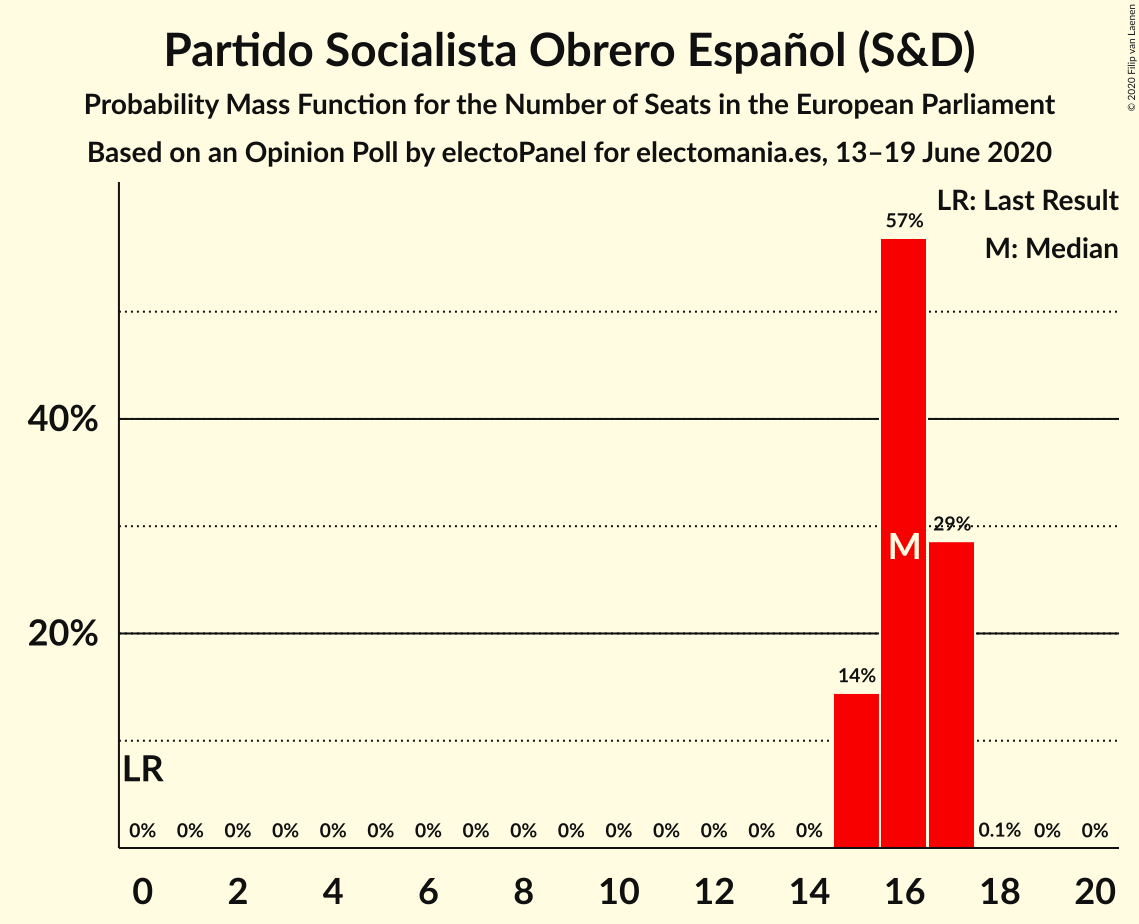 Partido Socialista Obrero Español (S&D)
Probability Mass Function for the Number of Seats in the European Parliament
Based on an Opinion Poll by electoPanel for electomania.es, 13–19 June 2020
© 2020 Filip van Laenen
LR: Last Result
M: Median
57%
40%
29%
M
20%
14%
LR
0% 0% 0% 0% 0% 0% 0% 0% 0% 0% 0% 0% 0% 0% 0% 0.1% 0% 0%
0 2 4 6 8 10 12 14 16 18 20